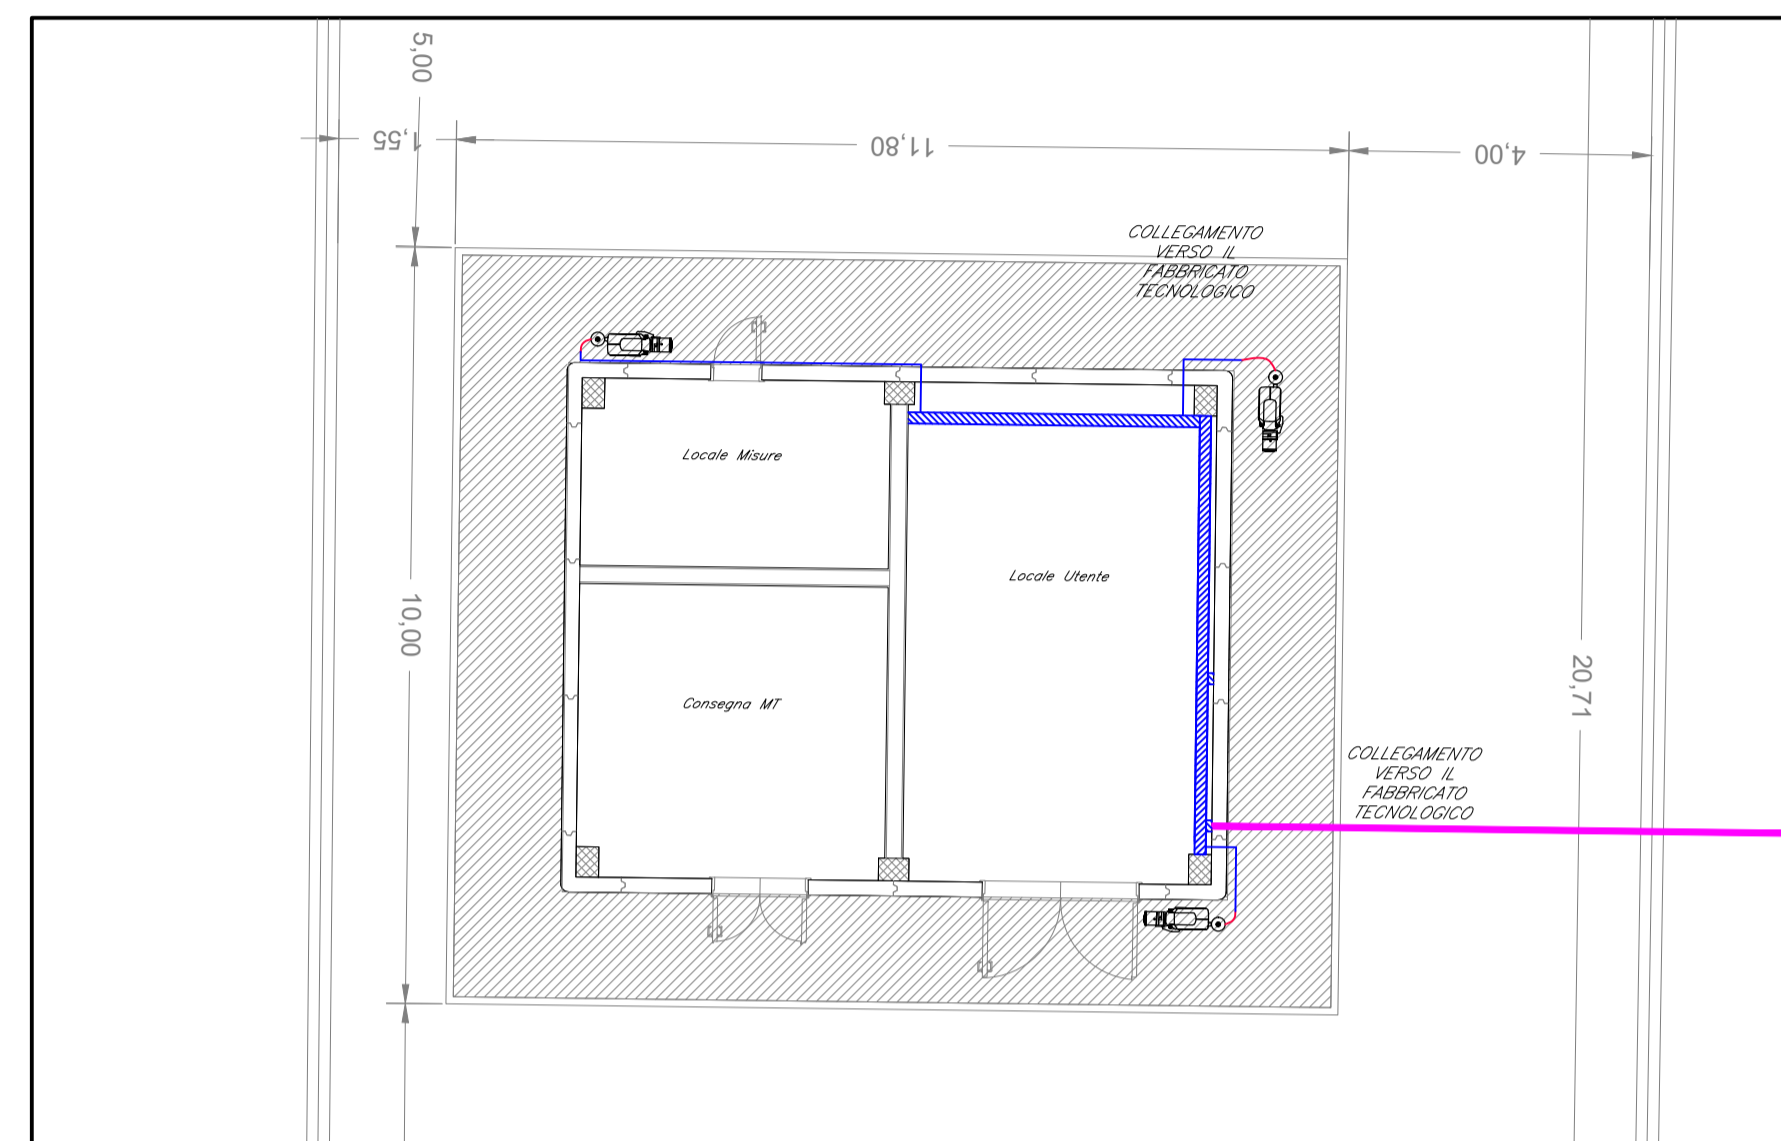 5,00
1,55
11,80
4,00
COLLEGAMENTO
VERSO IL
FABBRICATO
TECNOLOGICO
Locale Misure
Locale Utente
10,00
20,71
Consegna MT
COLLEGAMENTO
VERSO IL
FABBRICATO
TECNOLOGICO